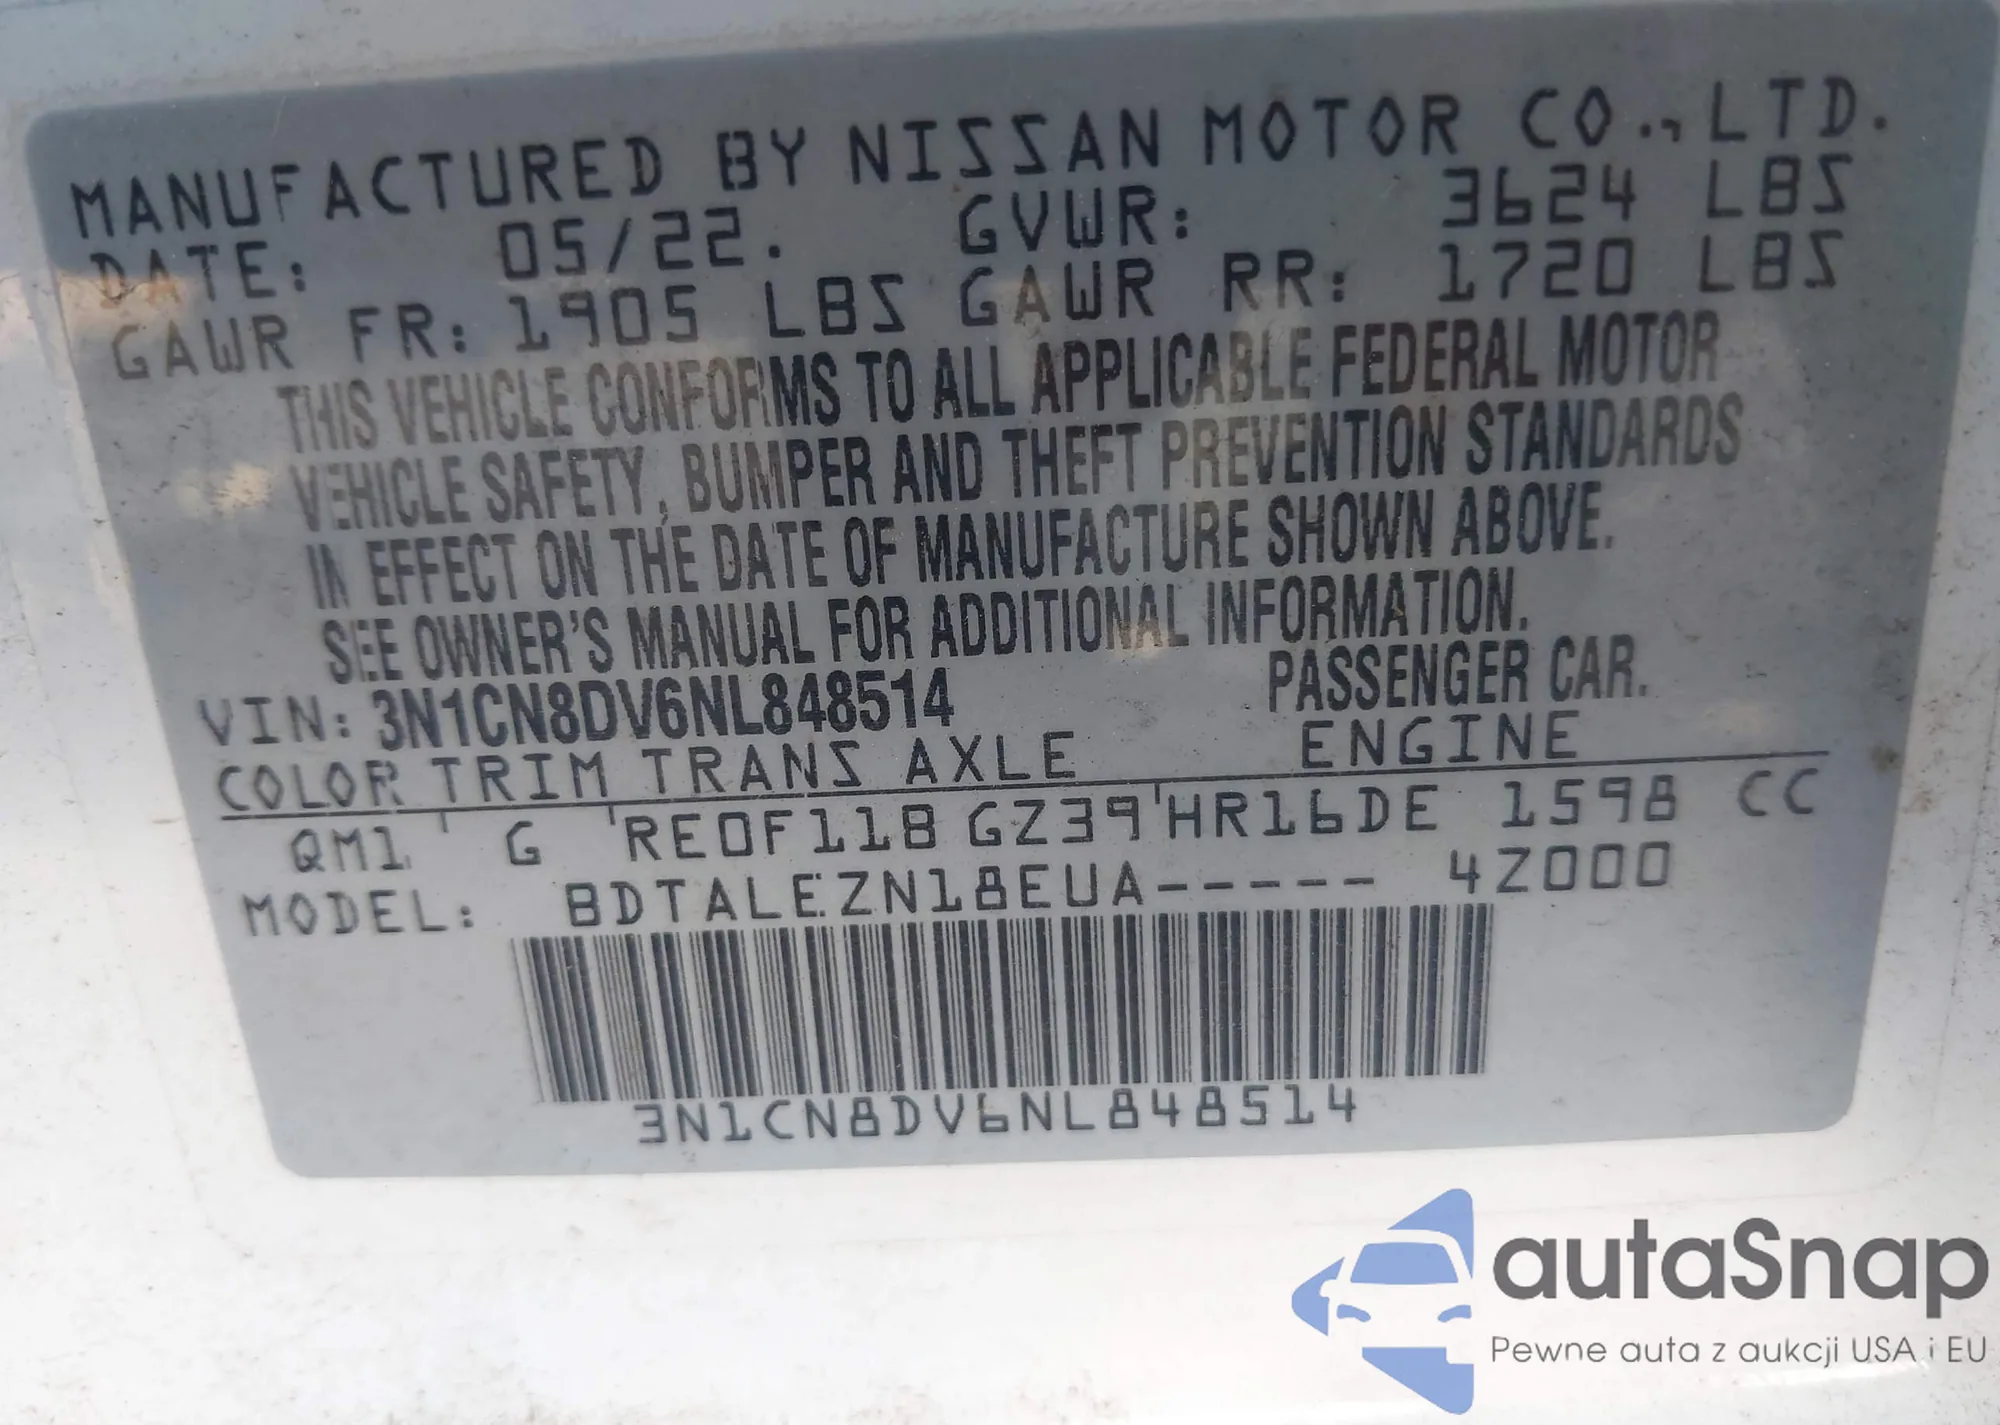 MANUFACTURED BY NISSAN MOTOR CO., LTD.
DATE: 05/22. GVWR: 3624 LBS
GAWR FR: 1905 LBS GAWR RR: 1720 LBS
THIS VEHICLE CONFORMS TO ALL APPLICABLE FEDERAL MOTOR
VEHICLE SAFETY, BUMPER AND THEFT PREVENTION STANDARDS
IN EFFECT ON THE DATE OF MANUFACTURE SHOWN ABOVE.
SEE OWNER'S MANUAL FOR ADDITIONAL INFORMATION.
VIN: 3N1CN8DV6NL848514 PASSENGER CAR.
COLOR TRIM TRANS AXLE ENGINE
QM1 ' G 'RE0F11B GZ39'HR16DE 1598 CC
MODEL: BDTALEZN18EUA----- 4Z000
3N1CN8DV6NL848514
autaSnap
Pewne auta z aukcji USA i EU